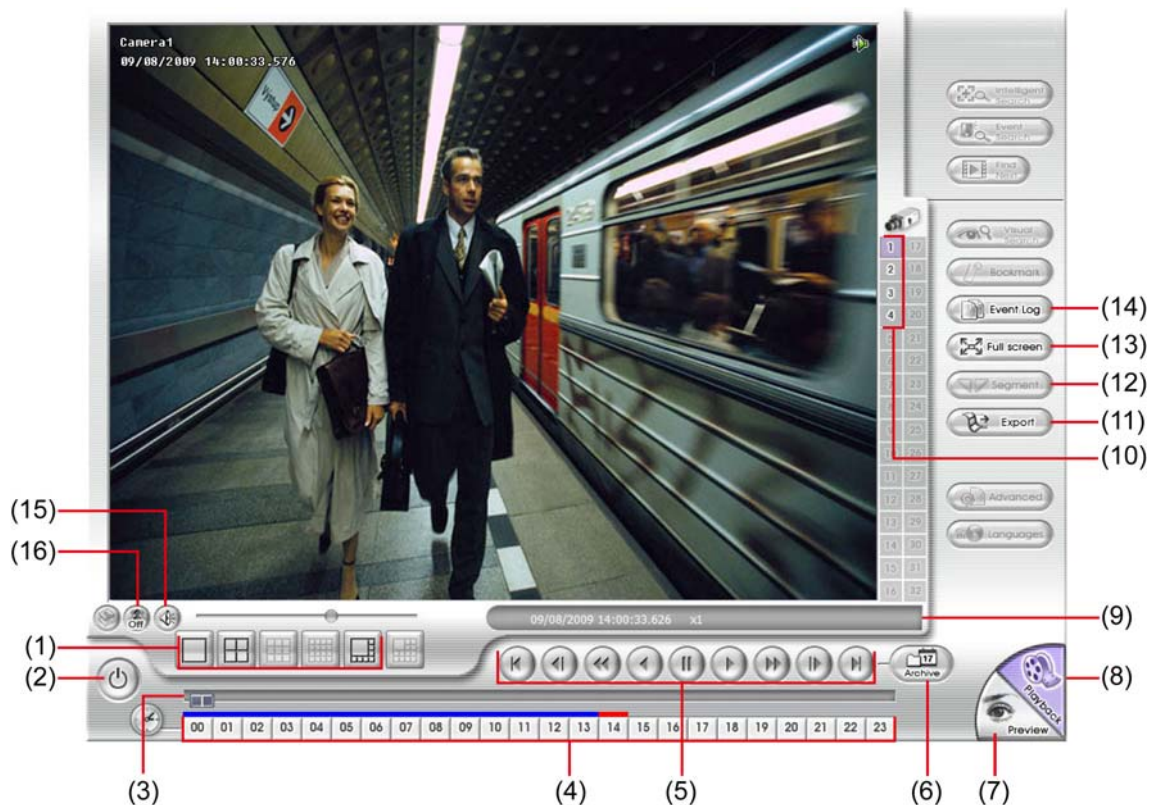 Camera1
09/08/2009 14:00:33.576
Výstup
Intelligent Search
Event Search
Find Next
Visual Search
Bookmark
Event Log
Full screen
Segment
Export
Advanced
Languages
1 17
2 18
3 19
4 20
21
23
24
25
26
11 27
12 28
13 29
14 30
15 31
16 32
(14)
(13)
(12)
(11)
(10)
(15)
(16)
Off
09/08/2009 14:00:33.626 x1
(9)
(1)
(2)
17
Archive
Playback
Preview
(8)
00 01 02 03 04 05 06 07 08 09 10 11 12 13 14 15 16 17 18 19 20 21 22 23
(3)
(4)
(5)
(6)
(7)